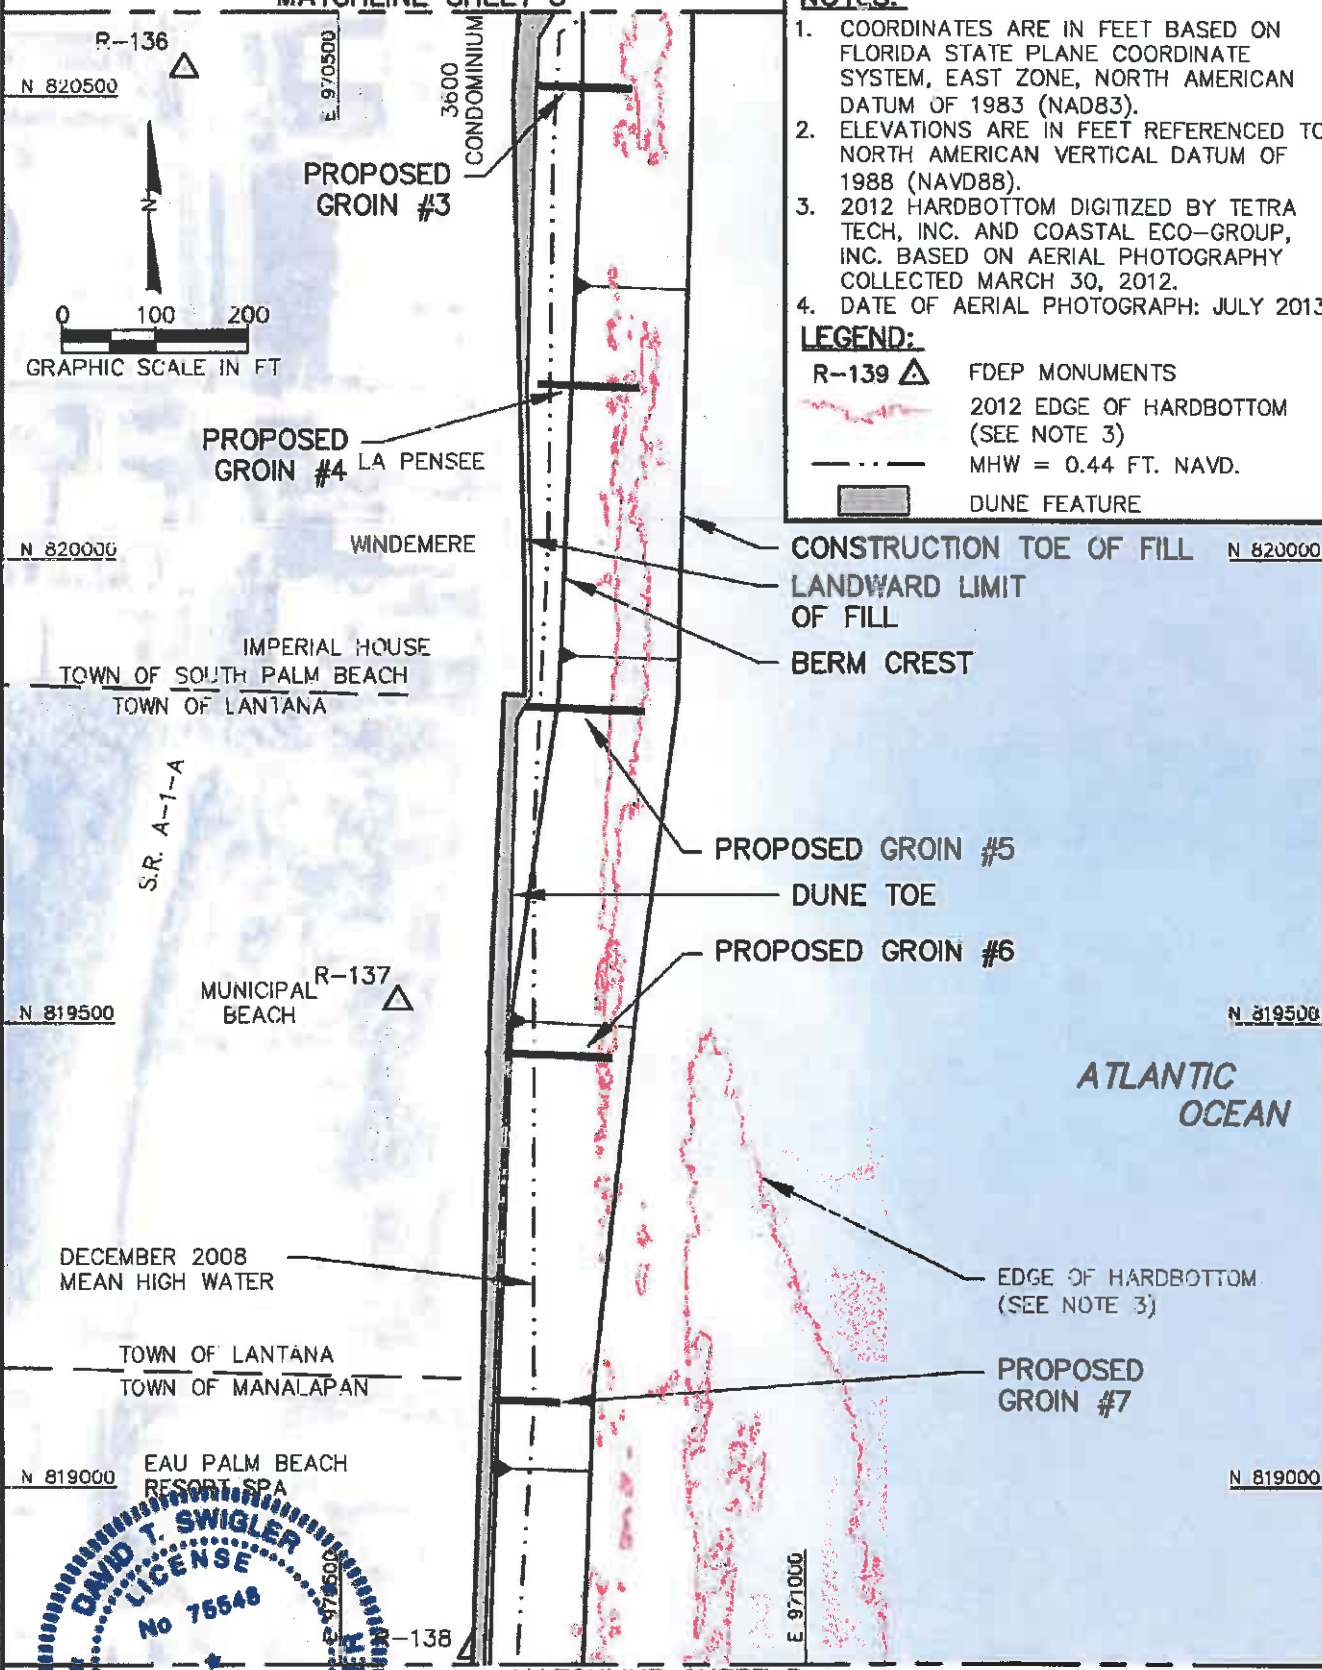 MATCHLINE SHEET
NOTES:
1. COORDINATES ARE IN FEET BASED ON
FLORIDA STATE PLANE COORDINATE
SYSTEM, EAST ZONE, NORTH AMERICAN
DATUM OF 1983 (NAD83).
2. ELEVATIONS ARE IN FEET REFERENCED TO
NORTH AMERICAN VERTICAL DATUM OF
1988 (NAVD88).
3. 2012 HARDBOTTOM DIGITIZED BY TETRA
TECH, INC. AND COASTAL ECO-GROUP,
INC. BASED ON AERIAL PHOTOGRAPHY
COLLECTED MARCH 30, 2012.
4. DATE OF AERIAL PHOTOGRAPH: JULY 2013
LEGEND:
R-139
FDEP MONUMENTS
2012 EDGE OF HARDBOTTOM
(SEE NOTE 3)
MHW = 0.44 FT. NAVD.
DUNE FEATURE
R-136
N 820500
E 970500
3600
CONDOMINIUM
PROPOSED
GROIN #3
N
0 100 200
GRAPHIC SCALE IN FT
PROPOSED
GROIN #4
LA PENSEE
N 820000
WINDEMERE
CONSTRUCTION TOE OF FILL
N 820000
LANDWARD LIMIT
OF FILL
BERM CREST
IMPERIAL HOUSE
TOWN OF SOUTH PALM BEACH
TOWN OF LANTANA
S.R. A-1-A
PROPOSED GROIN #5
DUNE TOE
PROPOSED GROIN #6
R-137
MUNICIPAL
BEACH
N 819500
N 819500
ATLANTIC
OCEAN
DECEMBER 2008
MEAN HIGH WATER
EDGE OF HARDBOTTOM
(SEE NOTE 3)
TOWN OF LANTANA
TOWN OF MANALAPAN
PROPOSED
GROIN #7
N 819000
EAU PALM BEACH
RESORT SPA
N 819000
DAVID T. SWIGLER
LICENSE
No 75548
E 970500
E 971000
R-138